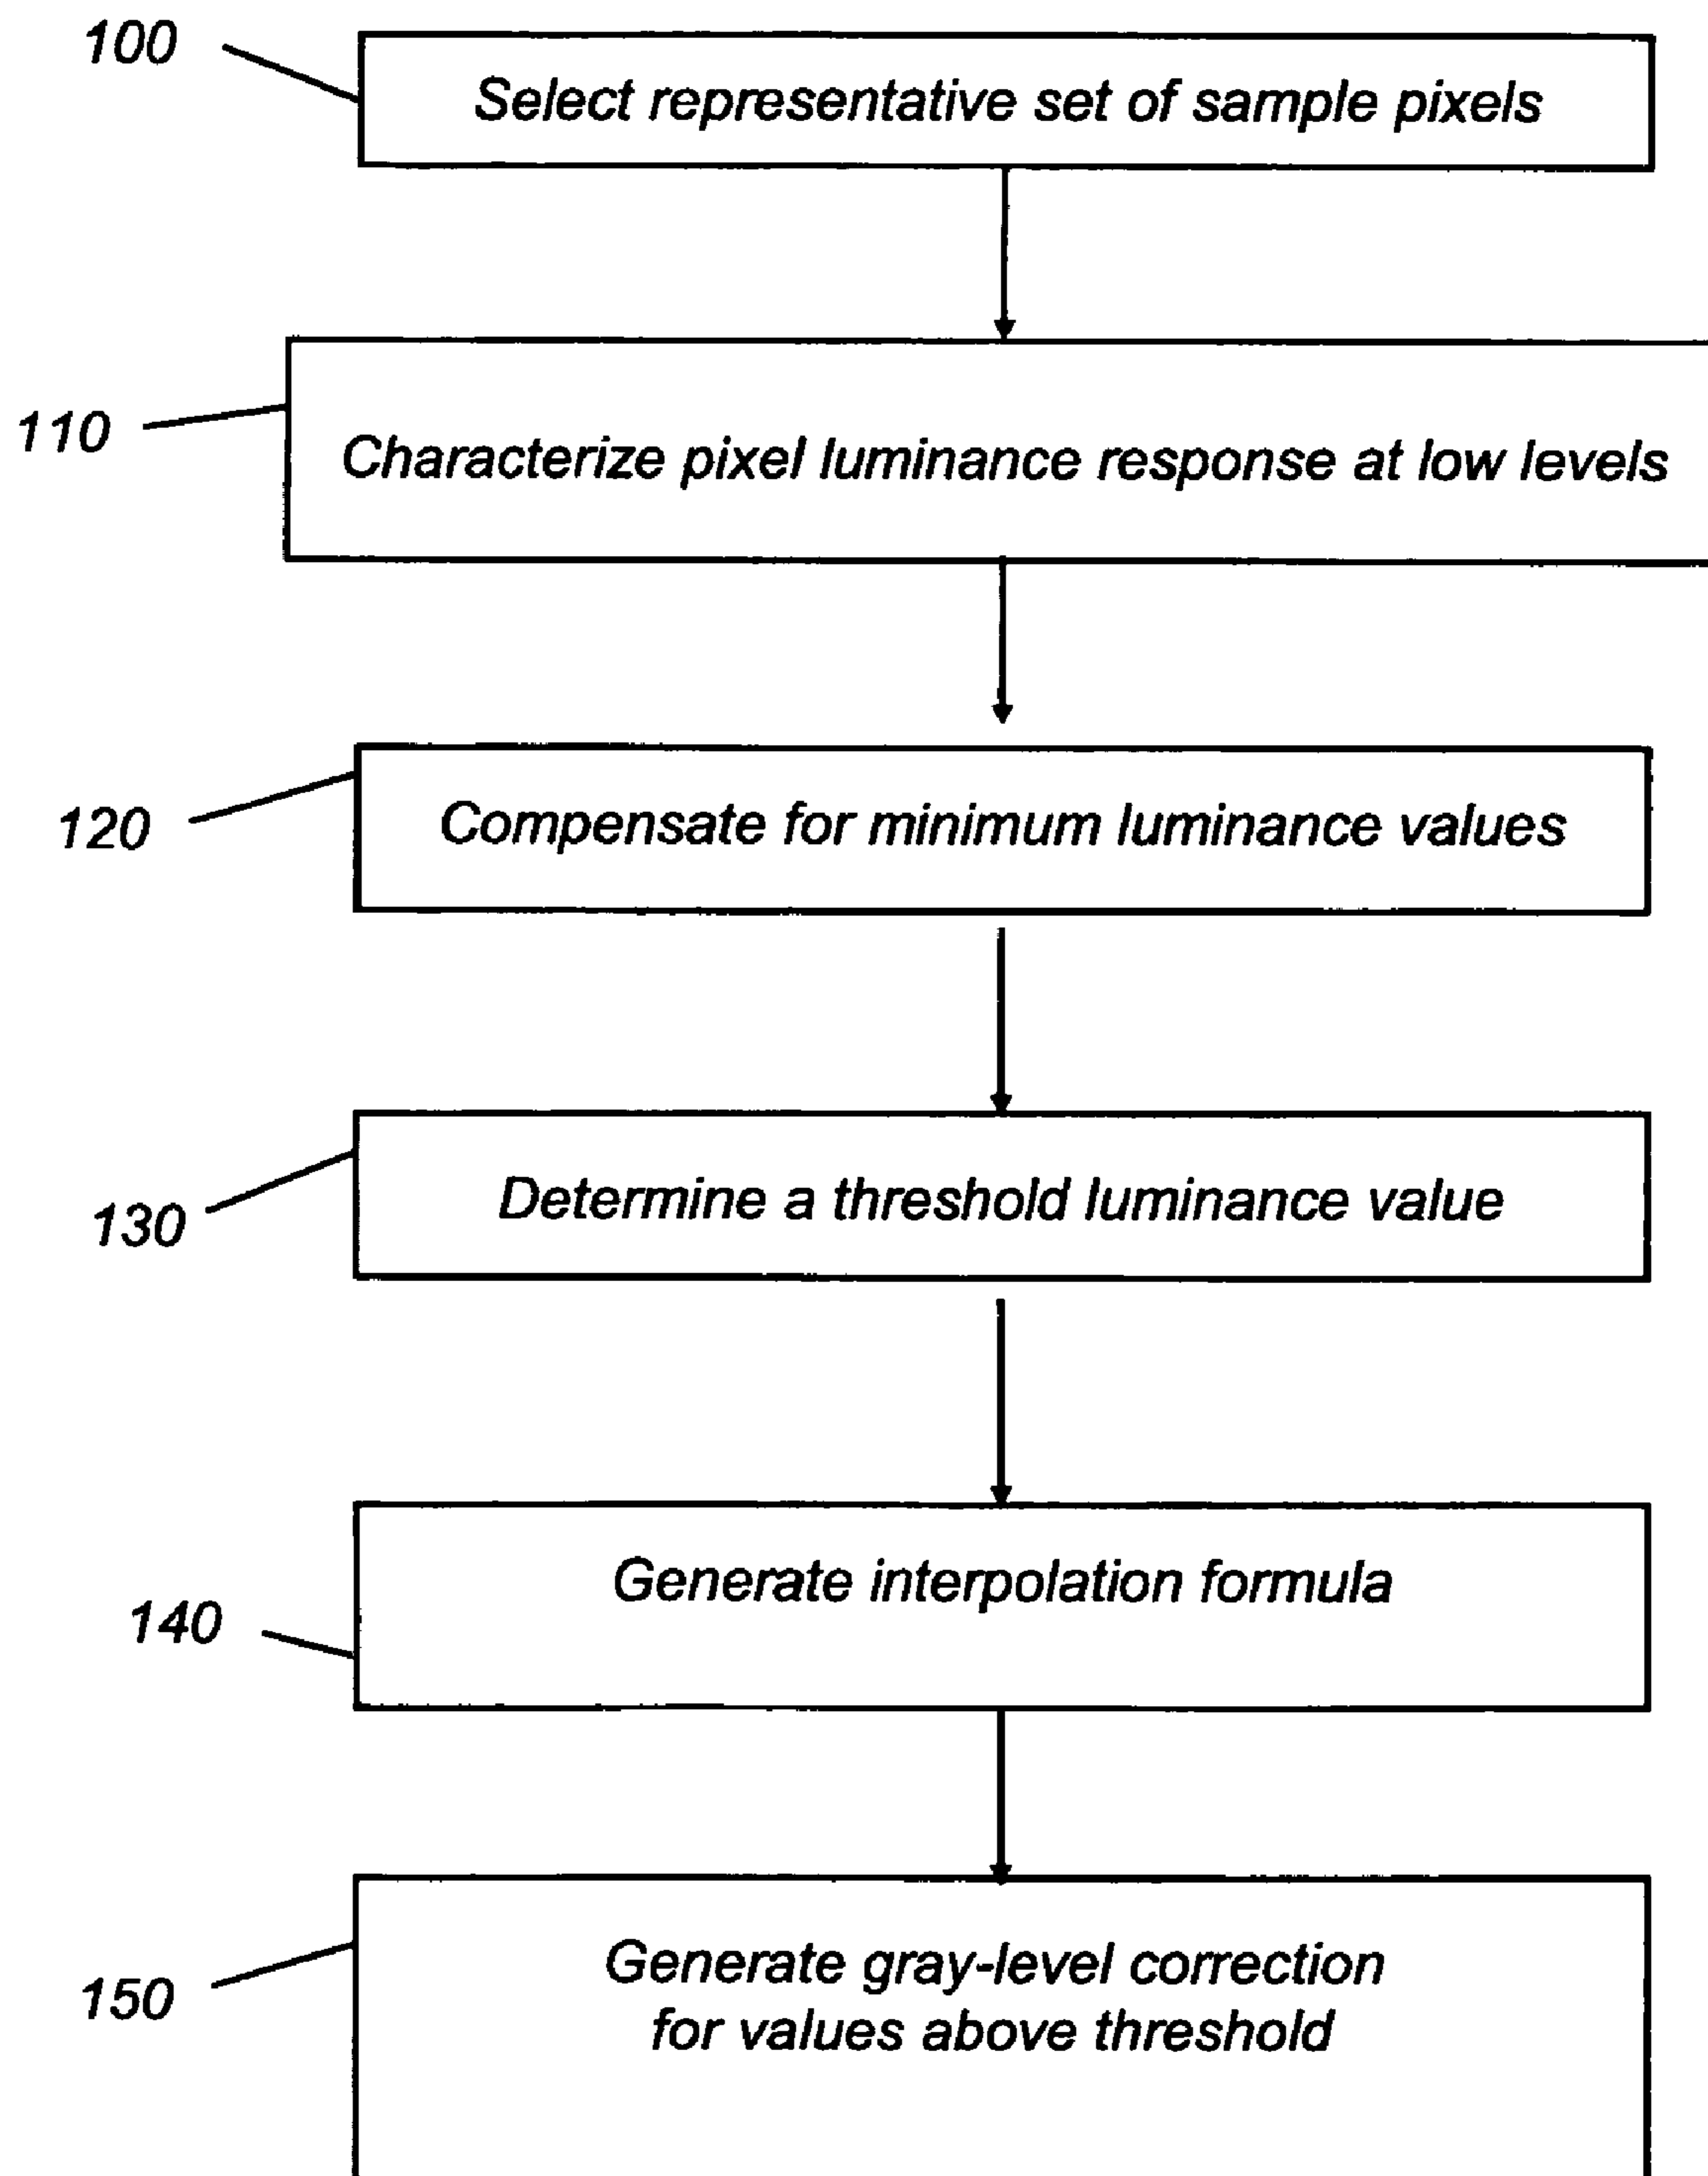 100
Select representative set of sample pixels
110
Characterize pixel luminance response at low levels
120
Compensate for minimum luminance values
130
Determine a threshold luminance value
140
Generate interpolation formula
150
Generate gray-level correction
for values above threshold